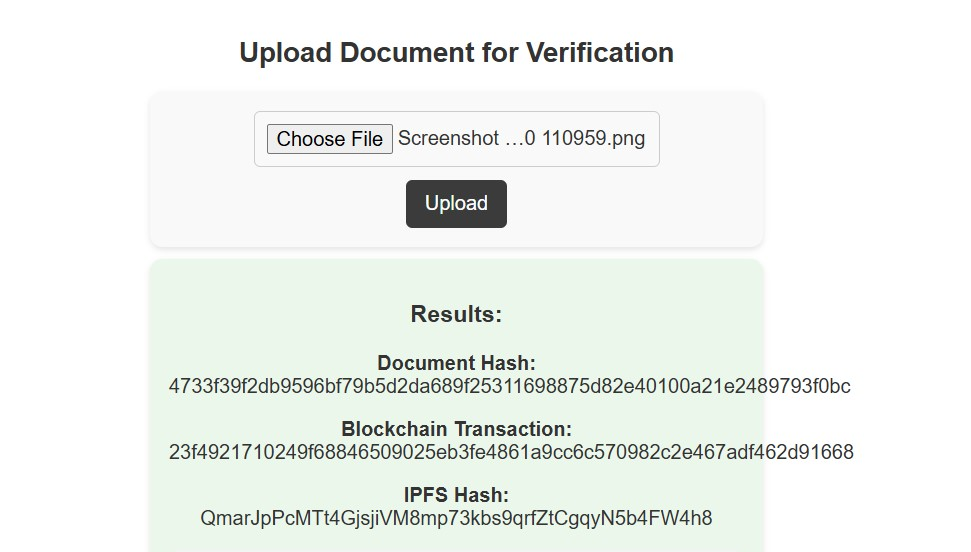 Upload Document for Verification
Choose File Screenshot ...0 110959.png
Upload
Results:
Document Hash:
4733f39f2db9596bf79b5d2da689f25311698875d82e40100a21e2489793f0bc
Blockchain Transaction:
23f4921710249f68846509025eb3fe4861a9cc6c570982c2e467adf462d91668
IPFS Hash:
QmarJpPcMTt4GjsjiVM8mp73kbs9qrfZtCgqyN5b4FW4h8